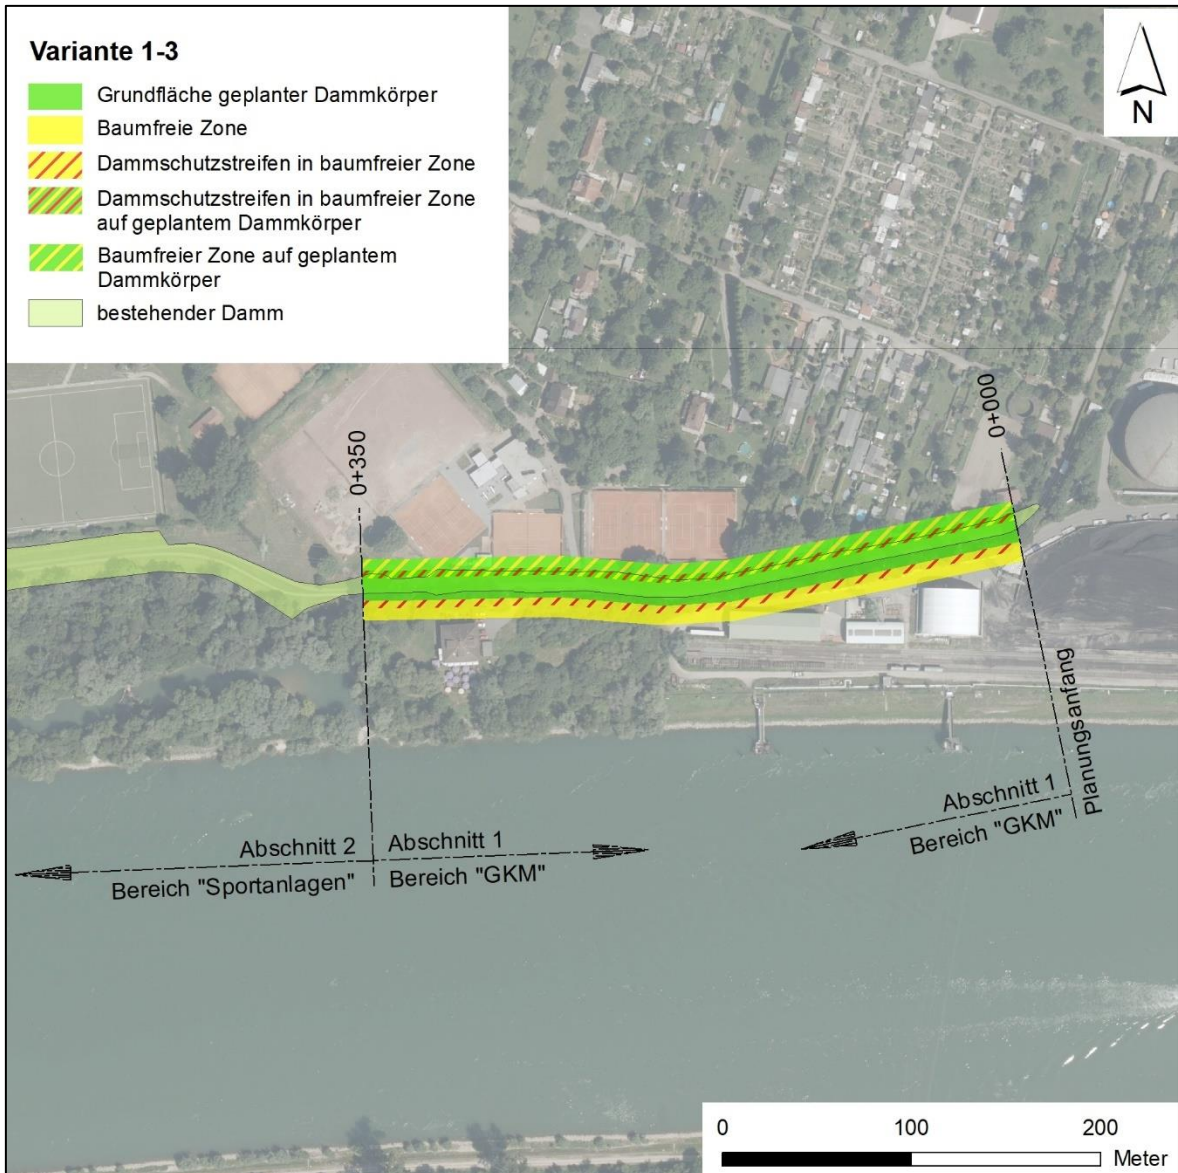 Variante 1-3
Grundfläche geplanter Dammkörper
Baumfreie Zone
Dammschutzstreifen in baumfreier Zone
Dammschutzstreifen in baumfreier Zone
auf geplantem Dammkörper
Baumfreier Zone auf geplantem
Dammkörper
bestehender Damm
N
0+350
0+000
Planungsanfang
Abschnitt 1
Bereich "GKM"
Abschnitt 2
Bereich "Sportanlagen"
Abschnitt 1
Bereich "GKM"
0 100 200
Meter